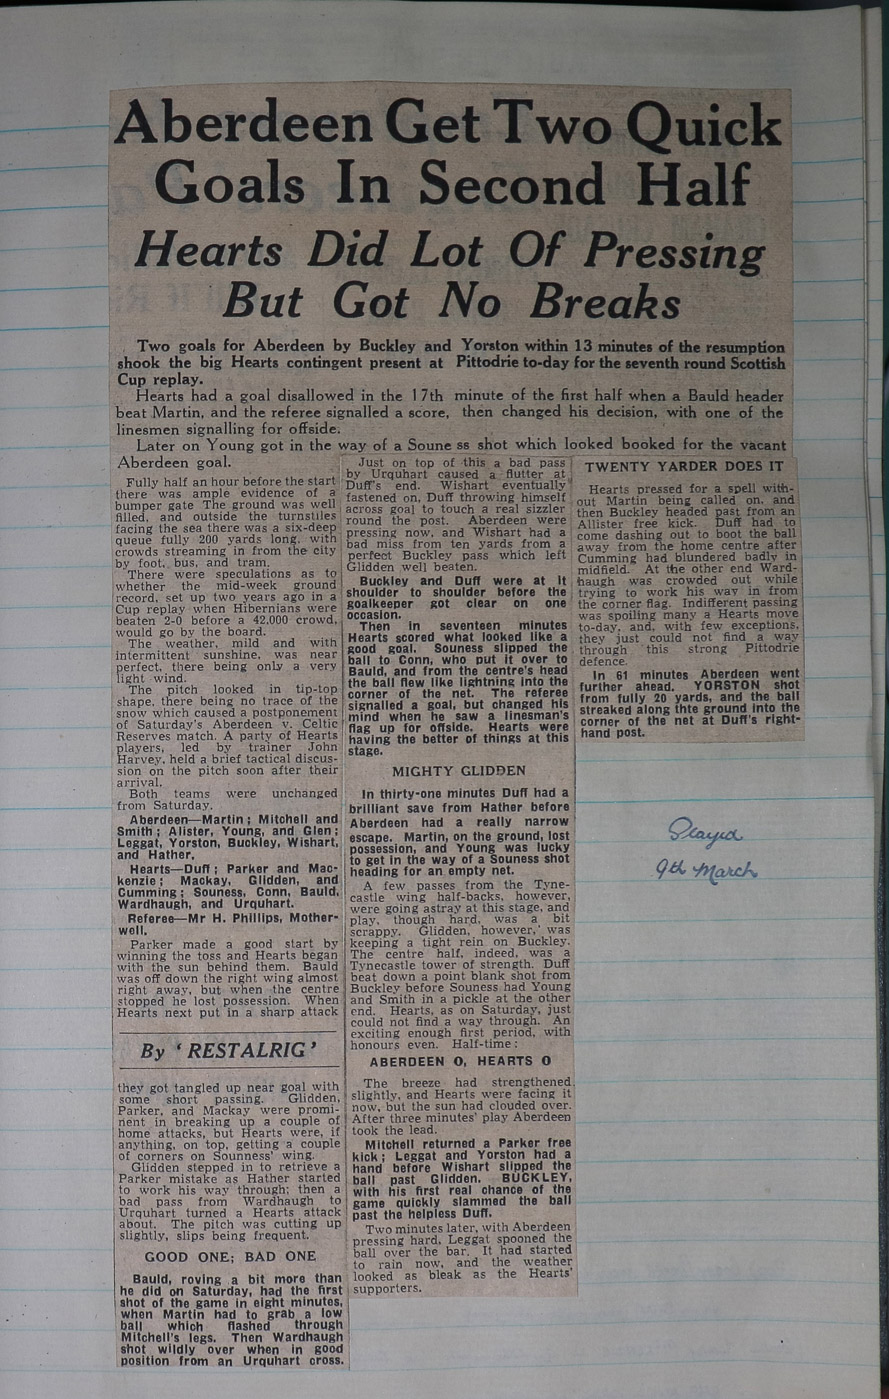 Aberdeen Get Two Quick
Goals In Second Half
Hearts Did Lot Of Pressing
But Got No Breaks
Two goals for Aberdeen by Buckley and Yorston within 13 minutes of the resumption
shook the big Hearts contingent present at Pittodrie to-day for the seventh round Scottish
Cup replay.
Hearts had a goal disallowed in the 17th minute of the first half when a Bauld header
beat Martin, and the referee signalled a score, then changed his decision, with one of the
linesmen signalling for offside.
Later on Young got in the way of a Soune ss shot which looked booked for the vacant
Aberdeen goal.
Fully half an hour before the start
there was ample evidence of a
bumper gate The ground was well
filled, and outside the turnstiles
facing the sea there was a six-deep
queue fully 200 yards long, with
crowds streaming in from the city
by foot, bus, and tram.
There were speculations as to
whether the mid-week ground
record, set up two years ago in a
Cup replay when Hibernians were
beaten 2-0 before a 42,000 crowd,
would go by the board.
The weather, mild and with
intermittent sunshine, was near
perfect, there being only a very
light wind.
The pitch looked in tip-top
shape, there being no trace of the
snow which caused a postponement
of Saturday's Aberdeen v. Celtic
Reserves match. A party of Hearts
players, led by trainer John
Harvey, held a brief tactical discus-
sion on the pitch soon after their
arrival.
Both teams were unchanged
from Saturday.
Aberdeen—Martin; Mitchell and
Smith; Alister, Young, and Glen;
Leggat, Yorston, Buckley, Wishart,
and Hather.
Hearts—Duff; Parker and Mac-
kenzie; Mackay, Glidden, and
Cumming; Souness, Conn, Bauld,
Wardhaugh, and Urquhart.
Referee—Mr H. Phillips, Mother-
well.
Parker made a good start by
winning the toss and Hearts began
with the sun behind them. Bauld
was off down the right wing almost
right away, but when the centre
stopped he lost possession. When
Hearts next put in a sharp attack
By 'RESTALRIG'
they got tangled up near goal with
some short passing. Glidden,
Parker, and Mackay were promi-
nent in breaking up a couple of
home attacks, but Hearts were, if
anything, on top, getting a couple
of corners on Sounness' wing.
Glidden stepped in to retrieve a
Parker mistake as Hather started
to work his way through; then a
bad pass from Wardhaugh to
Urquhart turned a Hearts attack
about. The pitch was cutting up
slightly, slips being frequent.
GOOD ONE; BAD ONE
Bauld, roving a bit more than
he did on Saturday, had the first
shot of the game in eight minutes,
when Martin had to grab a low
ball which flashed through
Mitchell's legs. Then Wardhaugh
shot wildly over when in good
position from an Urquhart cross.
Just on top of this a bad pass
by Urquhart caused a flutter at
Duff's end. Wishart eventually
fastened on, Duff throwing himself
across goal to touch a real sizzler
round the post. Aberdeen were
pressing now, and Wishart had a
bad miss from ten yards from a
perfect Buckley pass which left
Glidden well beaten.
Buckley and Duff were at it
shoulder to shoulder before the
goalkeeper got clear on one
occasion.
Then in seventeen minutes
Hearts scored what looked like a
good goal. Souness slipped the
ball to Conn, who put it over to
Bauld, and from the centre's head
the ball flew like lightning into the
corner of the net. The referee
signalled a goal, but changed his
mind when he saw a linesman's
flag up for offside. Hearts were
having the better of things at this
stage.
MIGHTY GLIDDEN
In thirty-one minutes Duff had a
brilliant save from Hather before
Aberdeen had a really narrow
escape. Martin, on the ground, lost
possession, and Young was lucky
to get in the way of a Souness shot
heading for an empty net.
A few passes from the Tyne-
castle wing half-backs, however,
were going astray at this stage, and
play, though hard, was a bit
scrappy. Glidden, however, was
keeping a tight rein on Buckley.
The centre half, indeed, was a
Tynecastle tower of strength. Duff
beat down a point blank shot from
Buckley before Souness had Young
and Smith in a pickle at the other
end. Hearts, as on Saturday, just
could not find a way through. An
exciting enough first period, with
honours even. Half-time:
ABERDEEN 0, HEARTS 0
The breeze had strengthened
slightly, and Hearts were facing it
now, but the sun had clouded over.
After three minutes' play Aberdeen
took the lead.
Mitchell returned a Parker free
kick; Leggat and Yorston had a
hand before Wishart slipped the
ball past Glidden. BUCKLEY,
with his first real chance of the
game quickly slammed the ball
past the helpless Duff.
Two minutes later, with Aberdeen
pressing hard, Leggat spooned the
ball over the bar. It had started
to rain now, and the weather
looked as bleak as the Hearts'
supporters.
TWENTY YARDER DOES IT
Hearts pressed for a spell with-
out Martin being called on, and
then Buckley headed past from an
Allister free kick. Duff had to
come dashing out to boot the ball
away from the home centre after
Cumming had blundered badly in
midfield. At the other end Ward-
haugh was crowded out while
trying to work his way in from
the corner flag. Indifferent passing
was spoiling many a Hearts move
to-day, and, with few exceptions,
they just could not find a way
through this strong Pittodrie
defence.
In 61 minutes Aberdeen went
further ahead. YORSTON shot
from fully 20 yards, and the ball
streaked along thte ground into the
corner of the net at Duff's right-
hand post.
Played
9th March